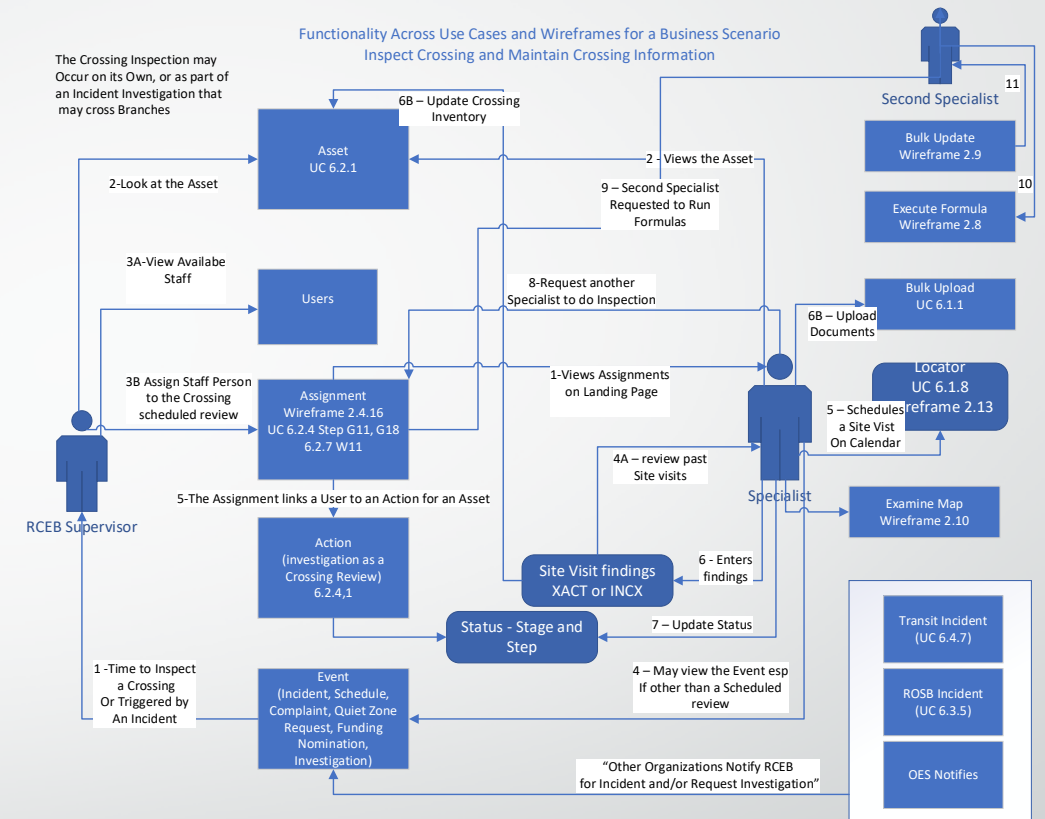 Functionality Across Use Cases and Wireframes for a Business Scenario
Inspect Crossing and Maintain Crossing Information
The Crossing Inspection may
Occur on its Own, or as part of
an Incident Investigation that
may cross Branches
Second Specialist
11
10
Bulk Update
Wireframe 2.9
Execute Formula
Wireframe 2.8
6B – Update Crossing
Inventory
Asset
UC 6.2.1
2-Look at the Asset
2 - Views the Asset
9 – Second Specialist
Requested to Run
Formulas
3A-View Availabe
Staff
Users
8-Request another
Specialist to do Inspection
Bulk Upload
UC 6.1.1
6B – Upload
Documents
1-Views Assignments
on Landing Page
3B Assign Staff Person
to the Crossing
scheduled review
Assignment
Wireframe 2.4.16
UC 6.2.4 Step G11, G18
6.2.7 W11
Locator
UC 6.1.8
reframe 2.13
5 – Schedules
a Site Vist
On Calendar
4A – review past
Site visits
Specialist
RCEB Supervisor
5-The Assignment links a User to an Action for an Asset
Examine Map
Wireframe 2.10
Action
(investigation as a
Crossing Review)
6.2.4,1
Site Visit findings
XACT or INCX
6 - Enters
findings
Status - Stage and
Step
7 – Update Status
1 -Time to Inspect
a Crossing
Or Triggered by
An Incident
Event
(Incident, Schedule,
Complaint, Quiet Zone
Request, Funding
Nomination,
Investigation)
4 – May view the Event esp
If other than a Scheduled
review
Transit Incident
(UC 6.4.7)
ROSB Incident
(UC 6.3.5)
OES Notifies
“Other Organizations Notify RCEB
for Incident and/or Request Investigation”